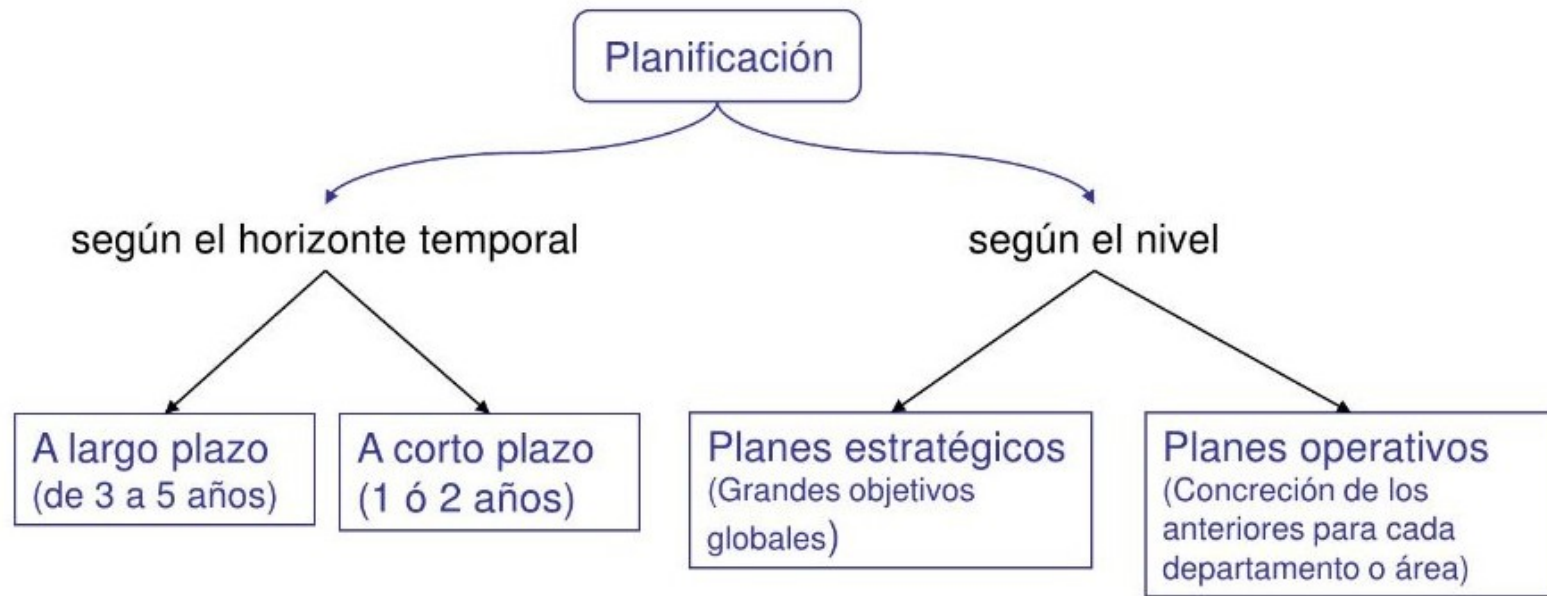 Planificación
según el horizonte temporal
según el nivel
A largo plazo
(de 3 a 5 años)
A corto plazo
(1 ó 2 años)
Planes estratégicos
(Grandes objetivos
globales)
Planes operativos
(Concreción de los
anteriores para cada
departamento o área)